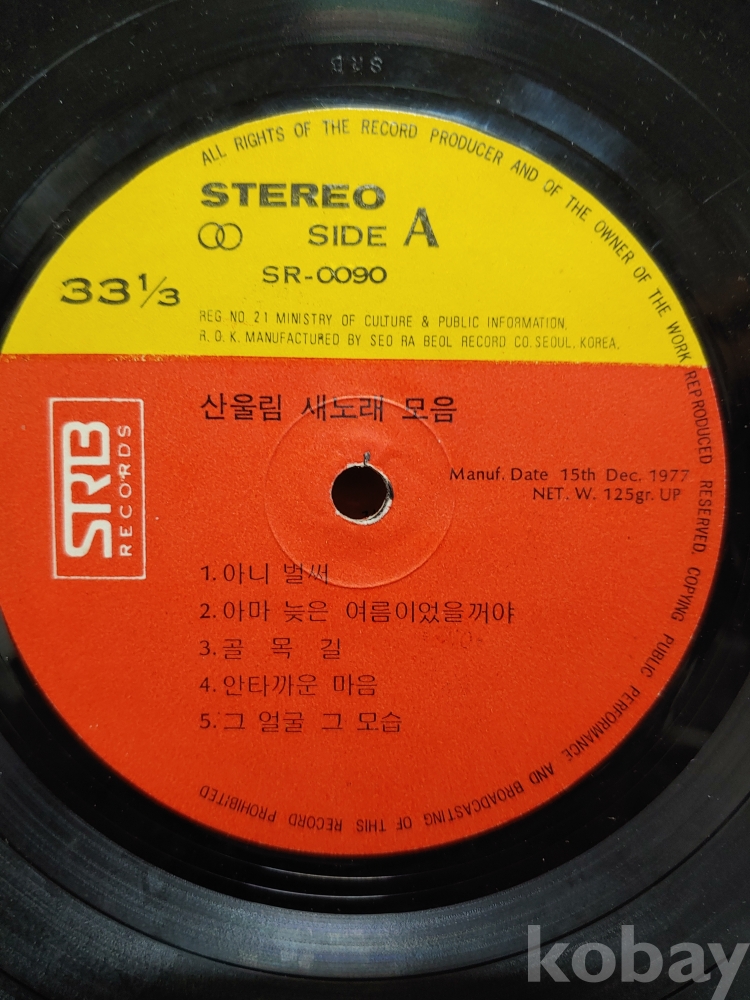 SRB
ALL RIGHTS OF THE RECORD PRODUCER AND OF THE OWNER OF THE WORK REPRODUCED RESERVED. COPYING PUBLIC PERFORMANCE AND BROADCASTING OF THIS RECORD PROHIBITED
STEREO
SIDE A
SR-0090
33 1/3
REG NO 21 MINISTRY OF CULTURE & PUBLIC INFORMATION.
R. O. K. MANUFACTURED BY SEO RA BEOL RECORD CO. SEOUL, KOREA.
산울림 새노래 모음
SRB
RECORDS
Manuf. Date 15th Dec. 1977
NET. W. 125gr. UP
1. 아니 벌써
2. 아마 늦은 여름이었을꺼야
3. 골 목 길
4. 안타까운 마음
5. 그 얼굴 그 모습
kobay